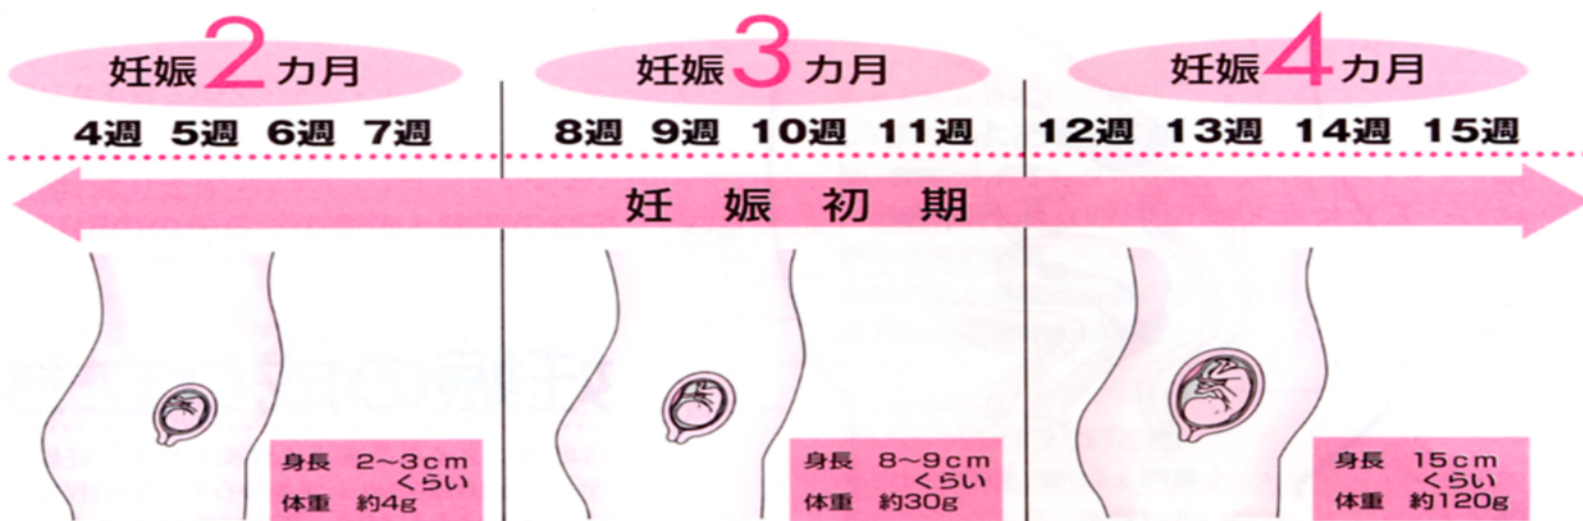 妊娠2カ月
4週 5週 6週 7週
妊娠3カ月
8週 9週 10週 11週
妊娠4カ月
12週 13週 14週 15週
妊娠初期
身長 2〜3cm
くらい
体重 約4g
身長 8〜9cm
くらい
体重 約30g
身長 15cm
くらい
体重 約120g